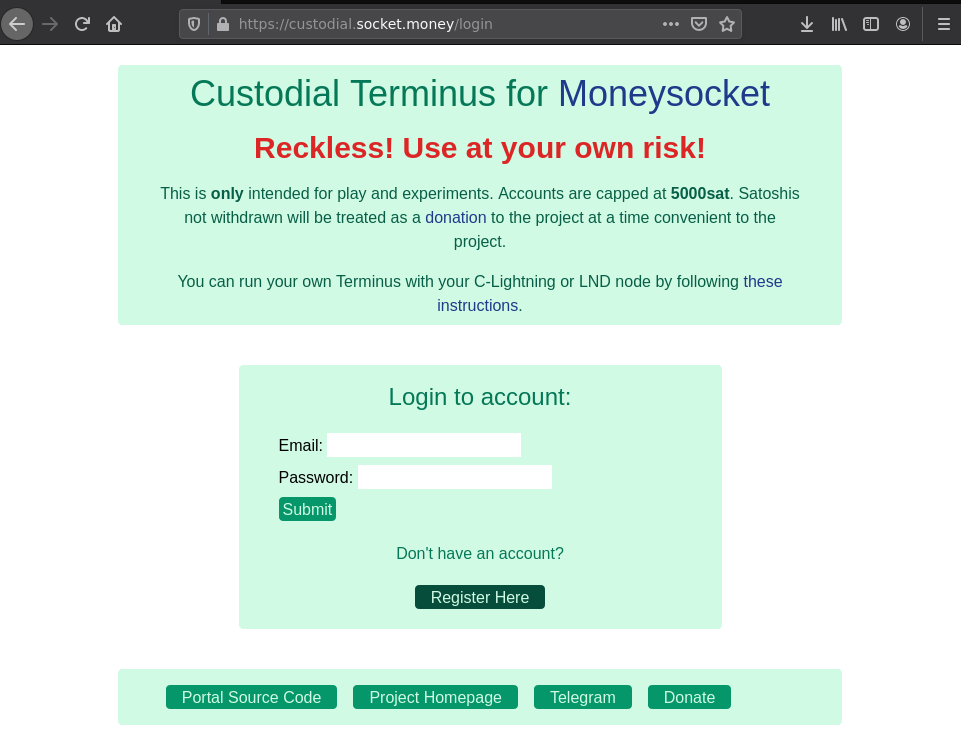 https://custodial.socket.money/login
Custodial Terminus for Moneysocket
Reckless! Use at your own risk!
This is only intended for play and experiments. Accounts are capped at 5000sat. Satoshis
not withdrawn will be treated as a donation to the project at a time convenient to the
project.
You can run your own Terminus with your C-Lightning or LND node by following these
instructions.
Login to account:
Email:
Password:
Submit
Don't have an account?
Register Here
Portal Source Code Project Homepage Telegram Donate